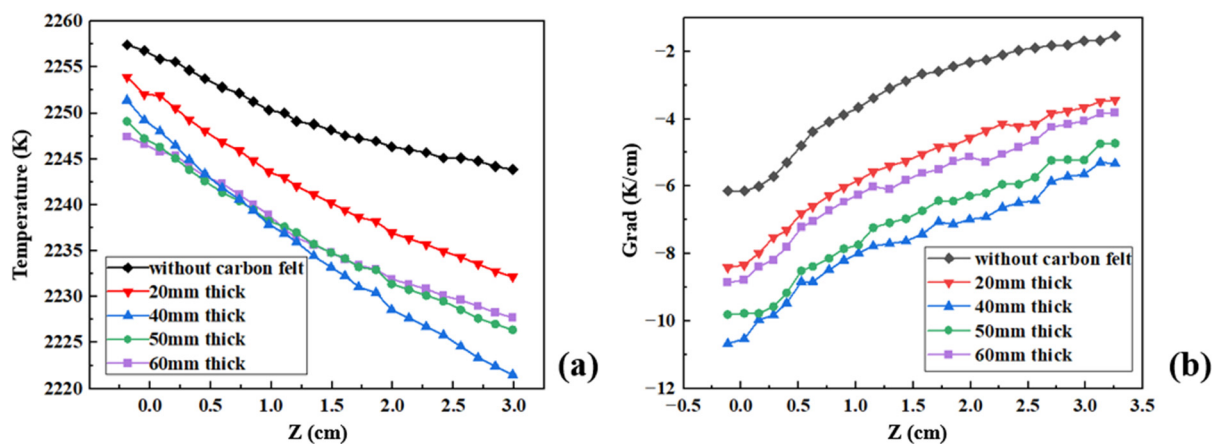 2260
2255
2250
2245
2240
2235
2230
2225
2220
Temperature (K)
without carbon felt
20mm thick
40mm thick
50mm thick
60mm thick
0.0 0.5 1.0 1.5 2.0 2.5 3.0
Z (cm)
(a)
−2
−4
−6
−8
−10
−12
Grad (K/cm)
without carbon felt
20mm thick
40mm thick
50mm thick
60mm thick
−0.5 0.0 0.5 1.0 1.5 2.0 2.5 3.0 3.5
Z (cm)
(b)